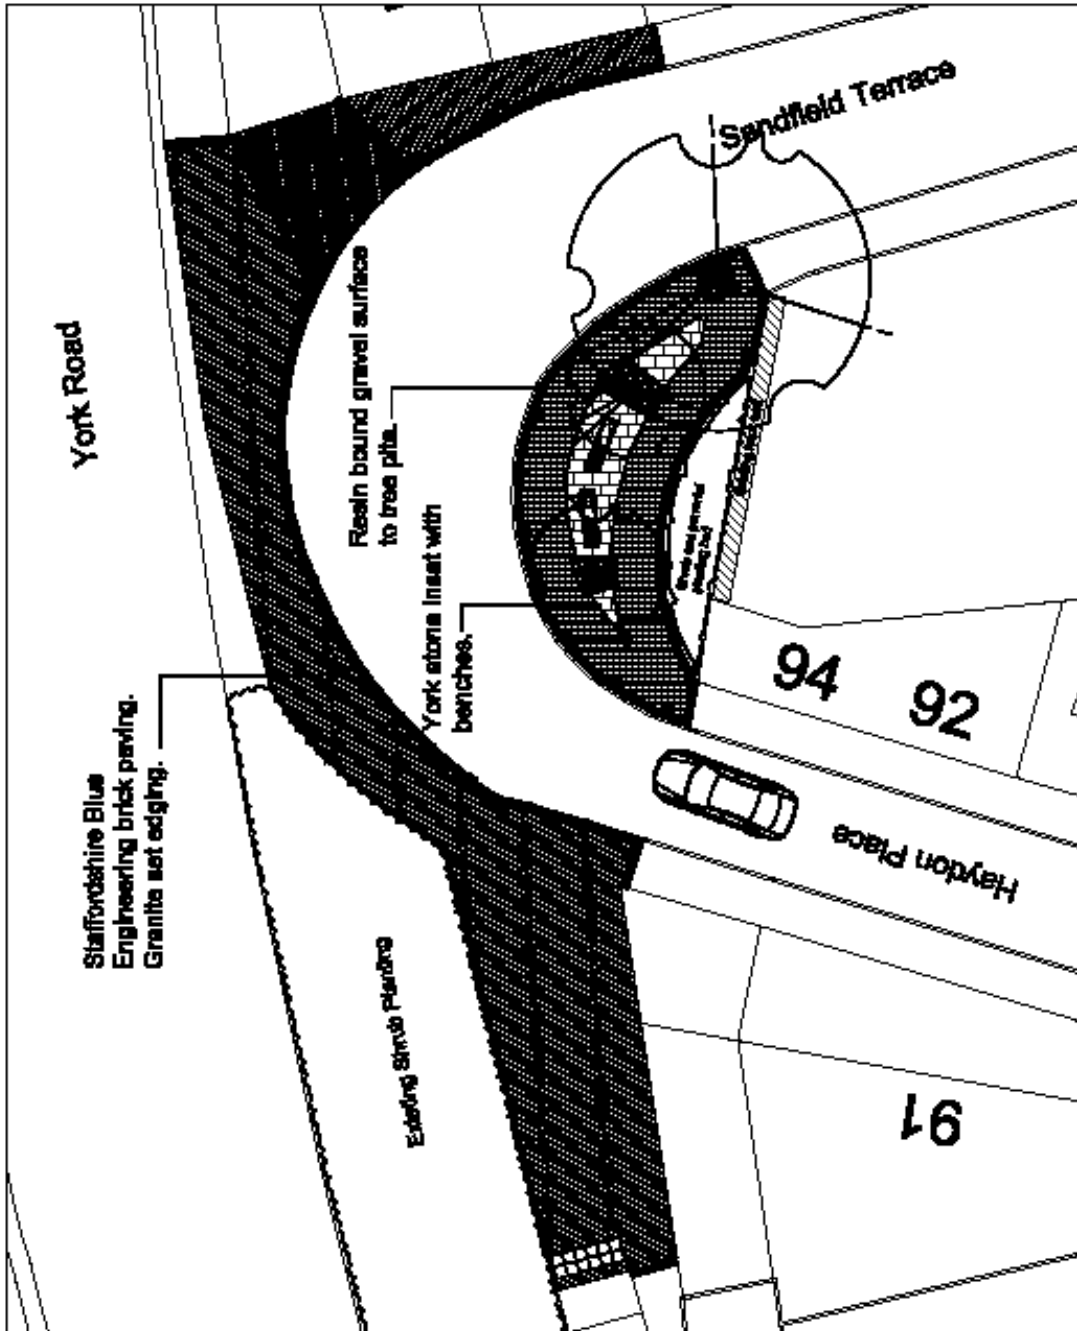 York Road
Sandfield Terrace
Resin bound gravel surface
to tree pits.
York stone inset with
benches.
Staffordshire Blue
Engineering brick paving.
Granite set edging.
Existing Shrub Planting
94
92
Haydon Place
91